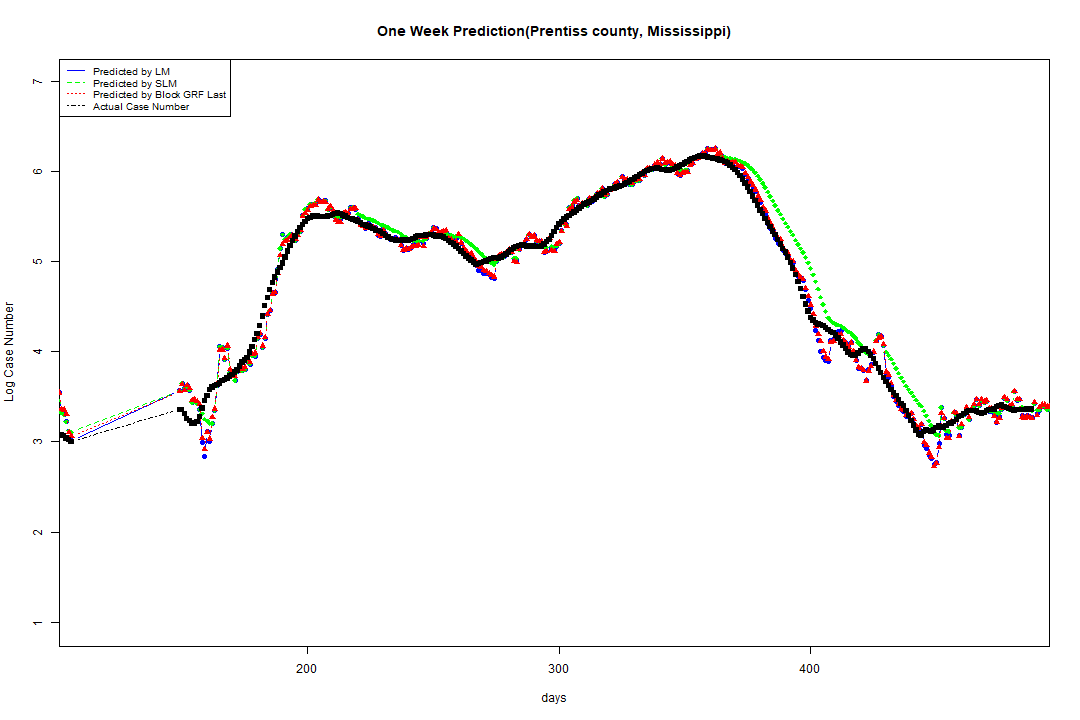 One Week Prediction(Prentiss county, Mississippi)
Predicted by LM
Predicted by SLM
Predicted by Block GRF Last
Actual Case Number
7
6
5
4
3
2
1
Log Case Number
200 300 400
days